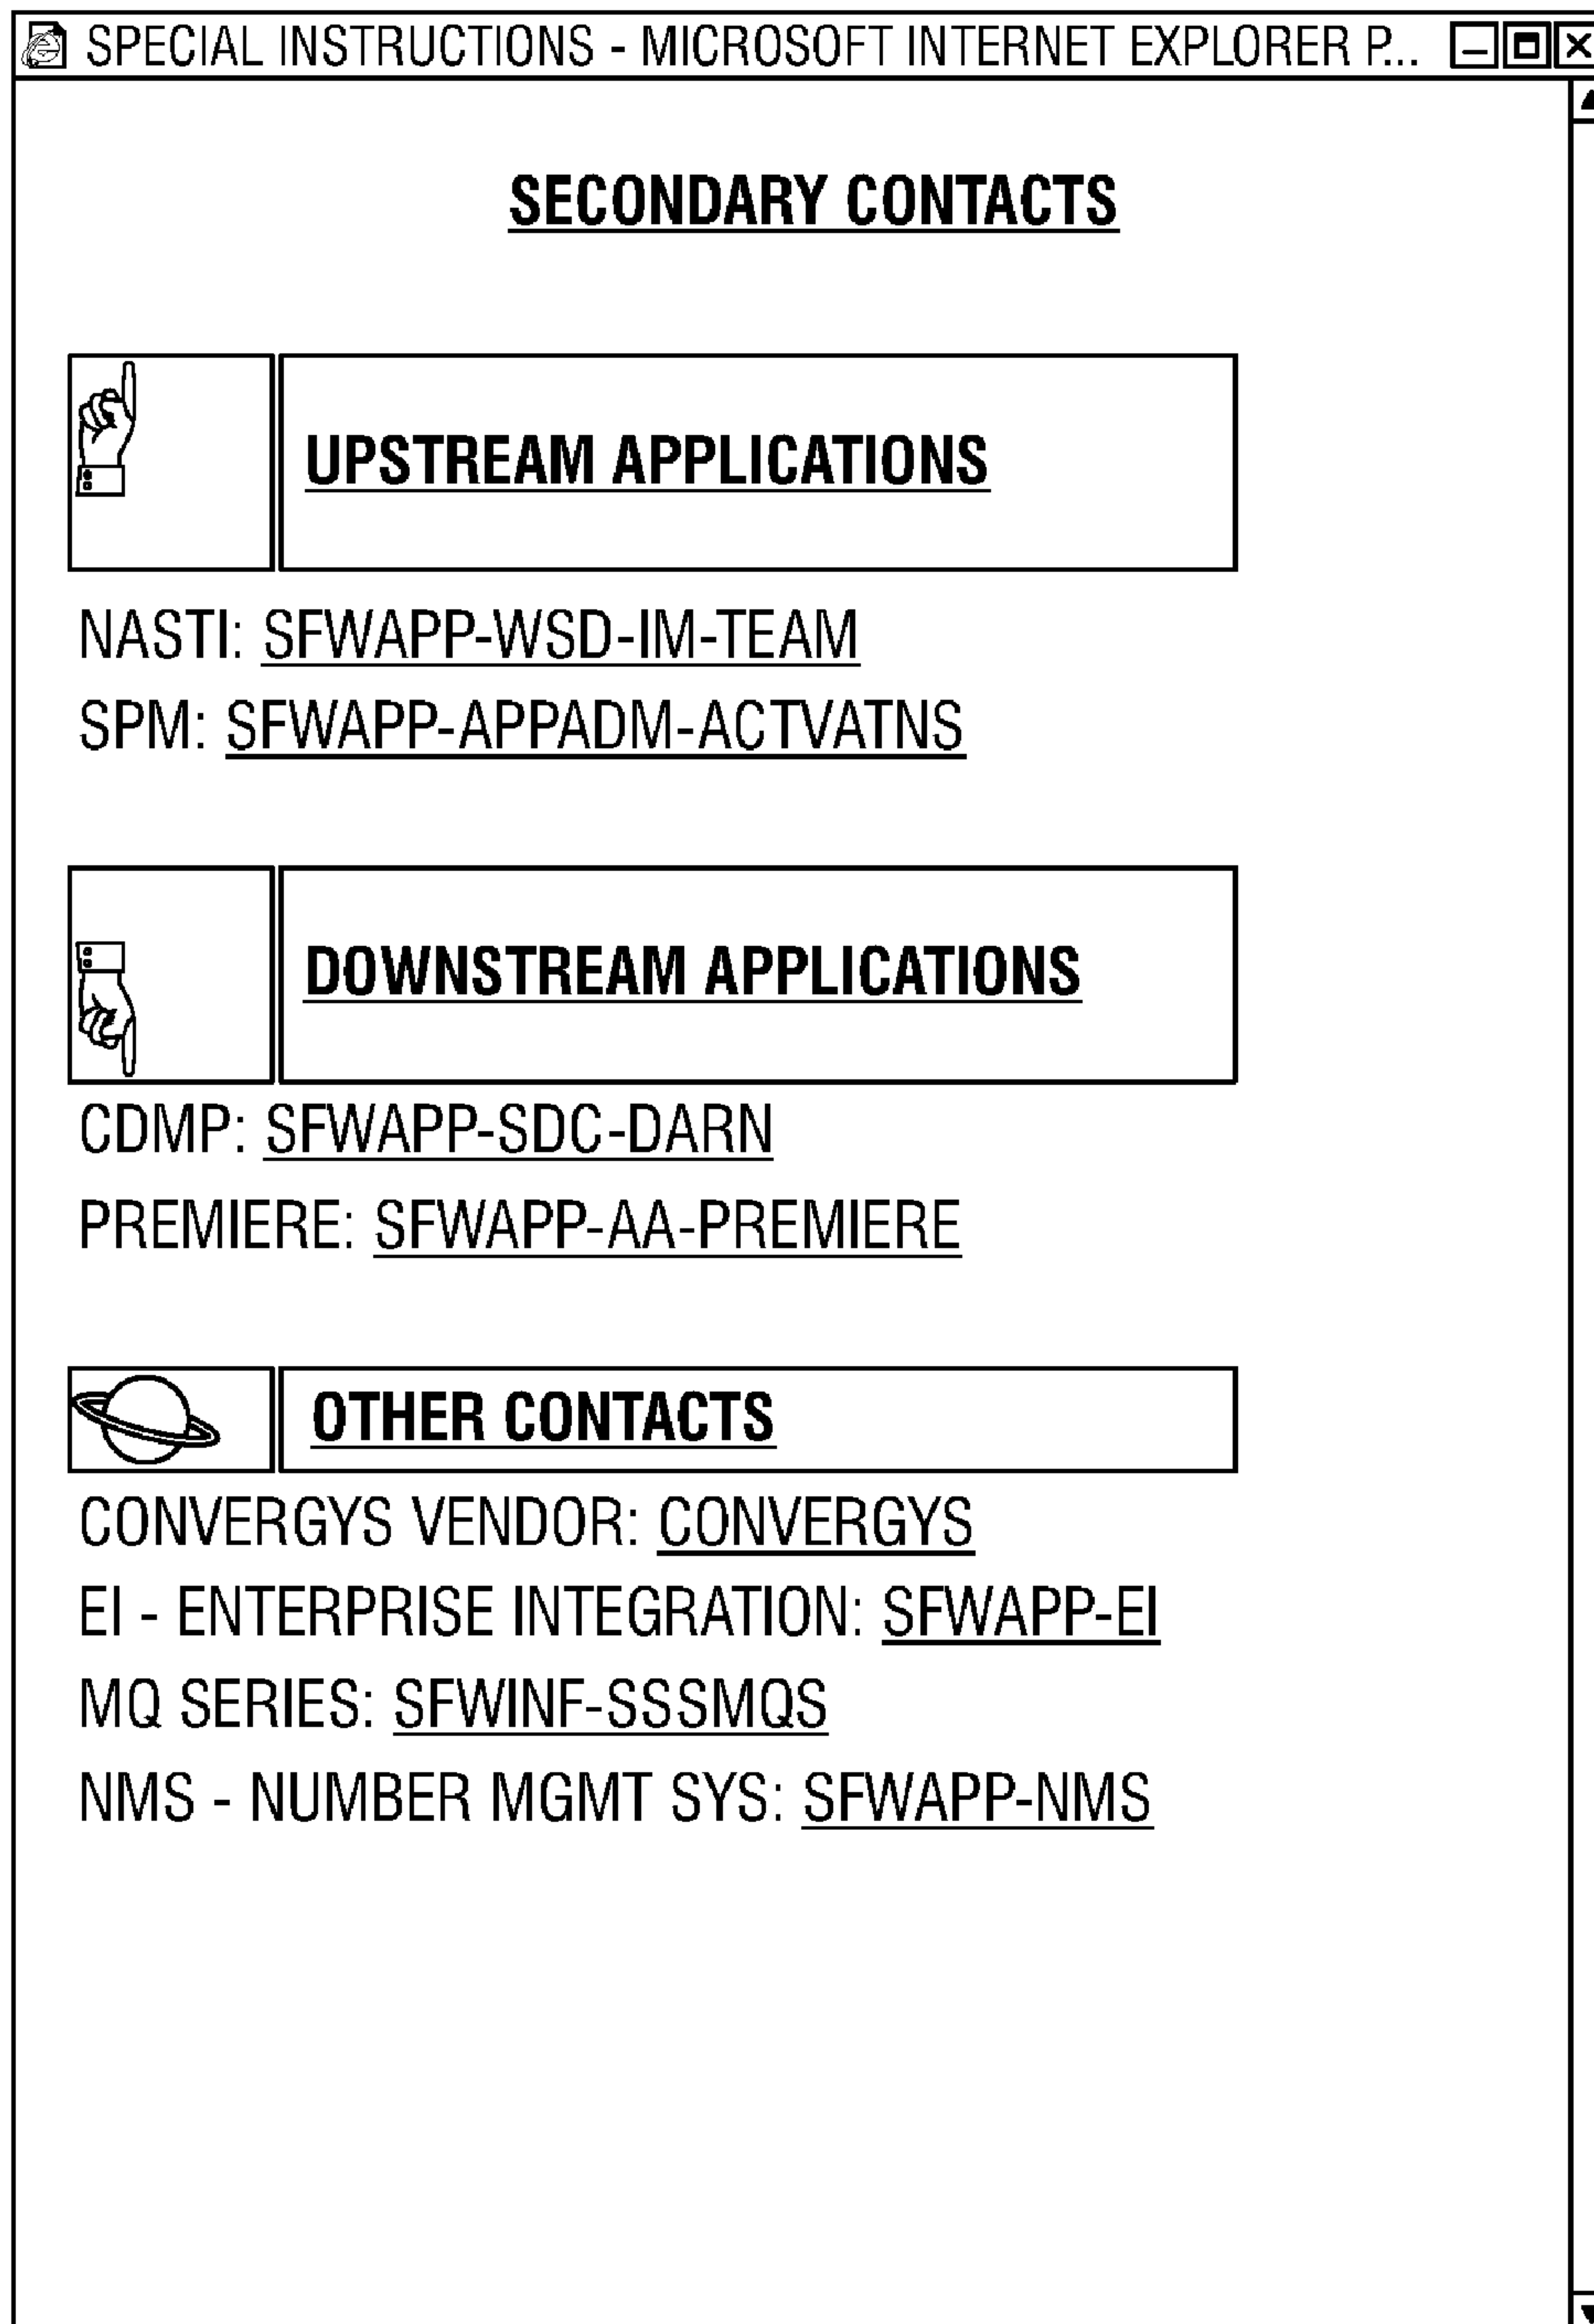 SPECIAL INSTRUCTIONS - MICROSOFT INTERNET EXPLORER P...
SECONDARY CONTACTS
UPSTREAM APPLICATIONS
NASTI: SFWAPP-WSD-IM-TEAM
SPM: SFWAPP-APPADM-ACTVATNS
DOWNSTREAM APPLICATIONS
CDMP: SFWAPP-SDC-DARN
PREMIERE: SFWAPP-AA-PREMIERE
OTHER CONTACTS
CONVERGYS VENDOR: CONVERGYS
EI - ENTERPRISE INTEGRATION: SFWAPP-EI
MQ SERIES: SFWINF-SSSMQS
NMS - NUMBER MGMT SYS: SFWAPP-NMS